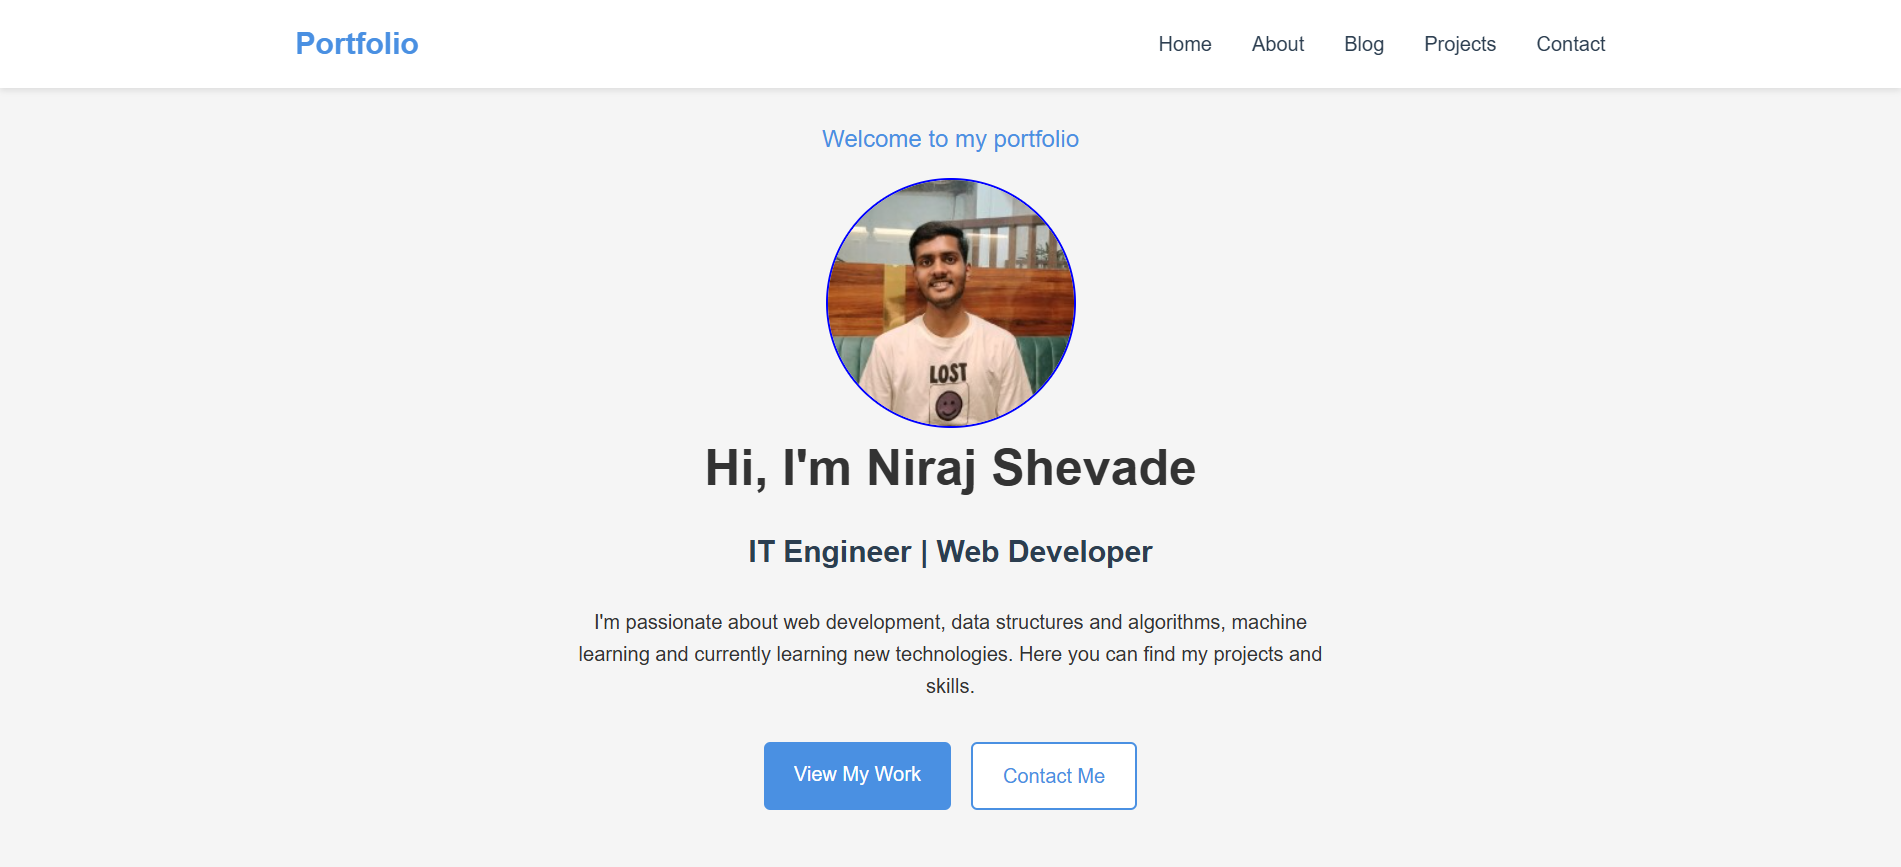 Portfolio
Home About Blog Projects Contact
Welcome to my portfolio
LOST
Hi, I'm Niraj Shevade
IT Engineer | Web Developer
I'm passionate about web development, data structures and algorithms, machine
learning and currently learning new technologies. Here you can find my projects and
skills.
View My Work
Contact Me